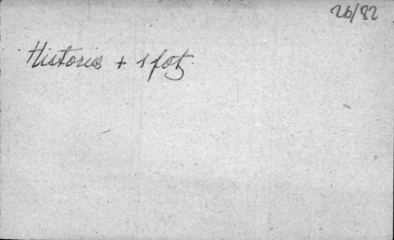 26/82
Historia + 1 fot.